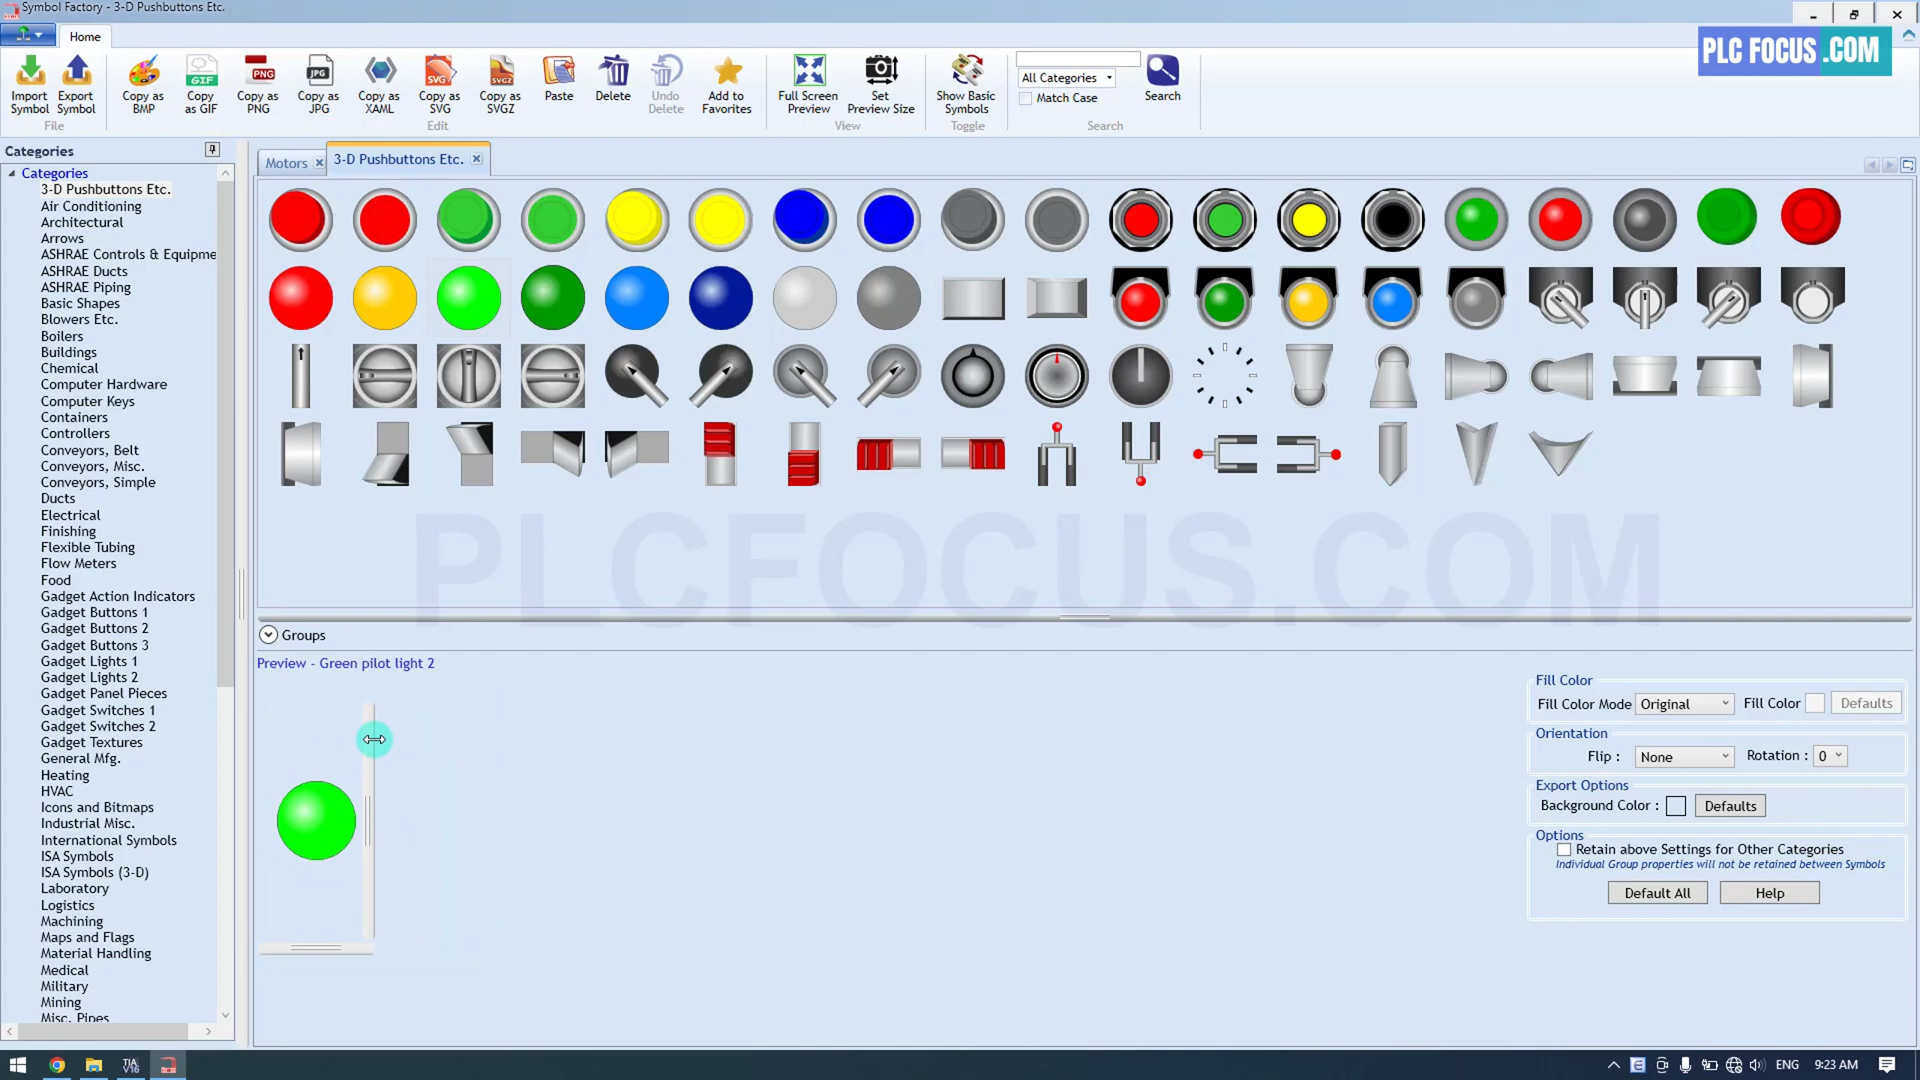 Symbol Factory - 3-D Pushbuttons Etc.
Home
PLC FOCUS .COM
Import Symbol
Export Symbol
File
Copy as BMP
Copy as GIF
Copy as PNG
Copy as JPG
Copy as XAML
Copy as SVG
Copy as SVGZ
Paste
Delete
Undo Delete
Add to Favorites
Edit
Full Screen Preview
Set Preview Size
View
Show Basic Symbols
Toggle
All Categories
Match Case
Search
Search
Categories
Categories
3-D Pushbuttons Etc.
Air Conditioning
Architectural
Arrows
ASHRAE Controls & Equipme
ASHRAE Ducts
ASHRAE Piping
Basic Shapes
Blowers Etc.
Boilers
Buildings
Chemical
Computer Hardware
Computer Keys
Containers
Controllers
Conveyors, Belt
Conveyors, Misc.
Conveyors, Simple
Ducts
Electrical
Finishing
Flexible Tubing
Flow Meters
Food
Gadget Action Indicators
Gadget Buttons 1
Gadget Buttons 2
Gadget Buttons 3
Gadget Lights 1
Gadget Lights 2
Gadget Panel Pieces
Gadget Switches 1
Gadget Switches 2
Gadget Textures
General Mfg.
Heating
HVAC
Icons and Bitmaps
Industrial Misc.
International Symbols
ISA Symbols
ISA Symbols (3-D)
Laboratory
Logistics
Machining
Maps and Flags
Material Handling
Medical
Military
Mining
Misc. Pipes
Motors
3-D Pushbuttons Etc.
PLCFOCUS.COM
Groups
Preview - Green pilot light 2
Fill Color
Fill Color Mode Original Fill Color Defaults
Orientation
Flip : None Rotation : 0
Export Options
Background Color : Defaults
Options
Retain above Settings for Other Categories
Individual Group properties will not be retained between Symbols
Default All Help
ENG 9:23 AM